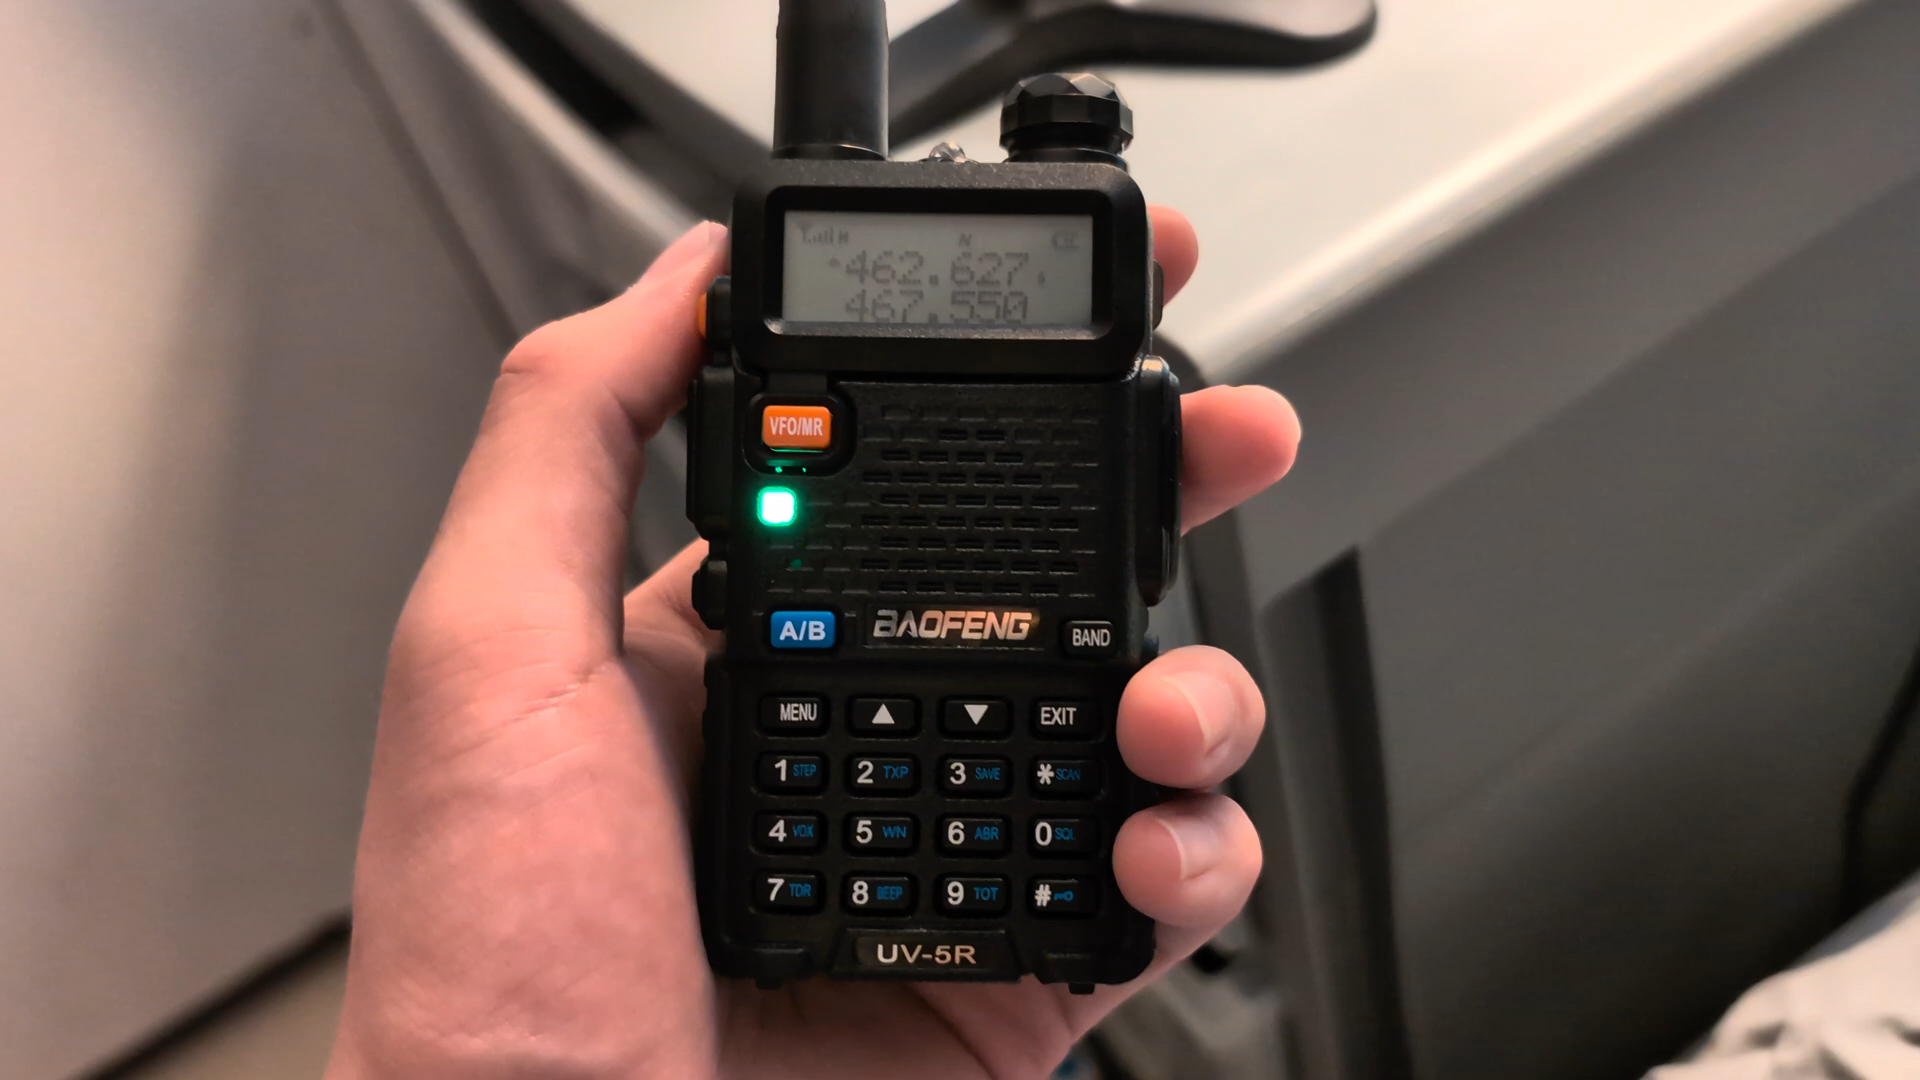 N
462.627
467.550
VFO/MR
A/B BAOFENG BAND
MENU ▲ ▼ EXIT
1 STEP 2 TXP 3 SAVE * SCAN
4 VOX 5 WN 6 ABR 0 SQL
7 TDR 8 BEEP 9 TOT #
UV-5R